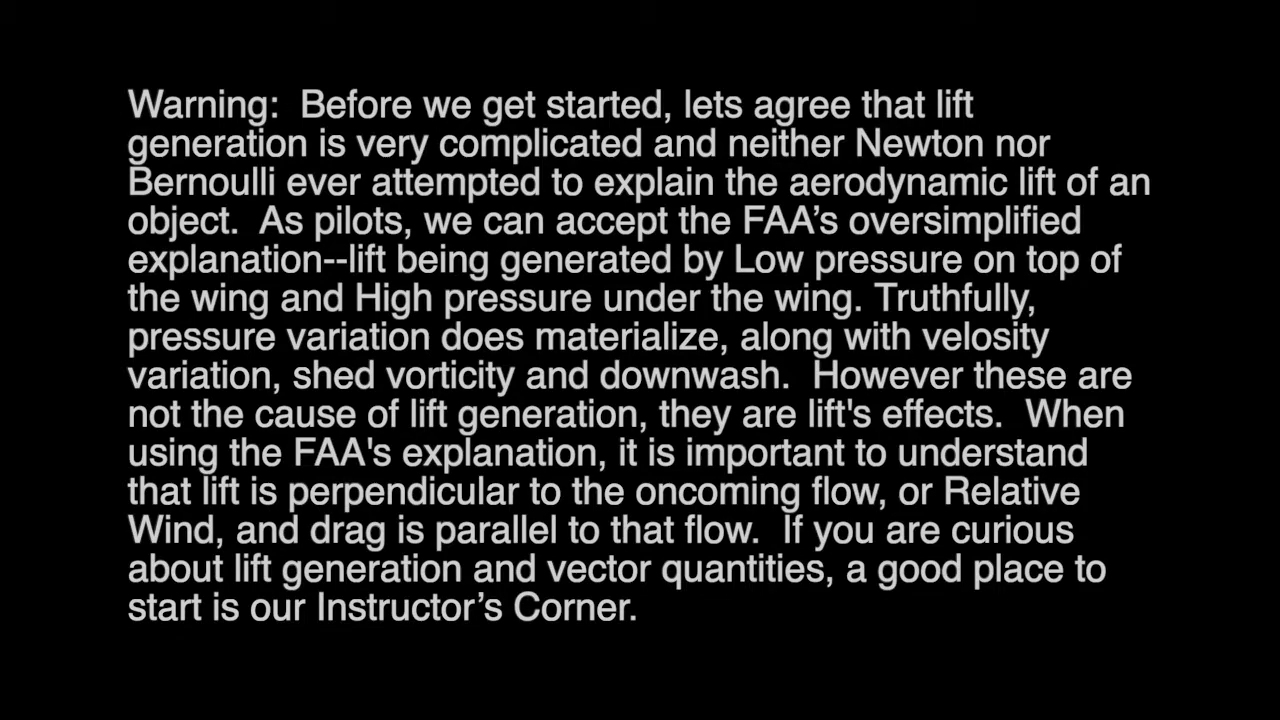 Warning:  Before we get started, lets agree that lift
generation is very complicated and neither Newton nor
Bernoulli ever attempted to explain the aerodynamic lift of an
object.  As pilots, we can accept the FAA’s oversimplified
explanation--lift being generated by Low pressure on top of
the wing and High pressure under the wing. Truthfully,
pressure variation does materialize, along with velosity
variation, shed vorticity and downwash.  However these are
not the cause of lift generation, they are lift's effects.  When
using the FAA's explanation, it is important to understand
that lift is perpendicular to the oncoming flow, or Relative
Wind, and drag is parallel to that flow.  If you are curious
about lift generation and vector quantities, a good place to
start is our Instructor’s Corner.